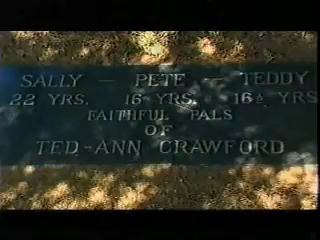 SALLY — PETE — TEDDY
22 YRS. 16 YRS. 16½ YRS
FAITHFUL PALS
OF
TED-ANN CRAWFORD